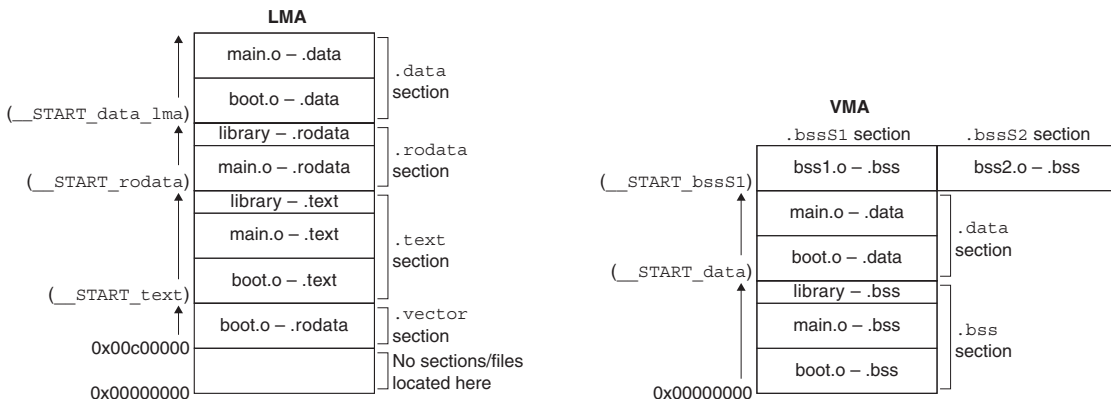 LMA
main.o – .data
.data
section
boot.o – .data
(__START_data_lma)
library – .rodata
.rodata
section
main.o – .rodata
(__START_rodata)
library – .text
main.o – .text
.text
section
boot.o – .text
(__START_text)
boot.o – .rodata
.vector
section
0x00c00000
No sections/files
located here
0x00000000
VMA
.bssS1 section
.bssS2 section
bss1.o – .bss
bss2.o – .bss
(__START_bssS1)
main.o – .data
.data
section
boot.o – .data
(__START_data)
library – .bss
main.o – .bss
.bss
section
boot.o – .bss
0x00000000